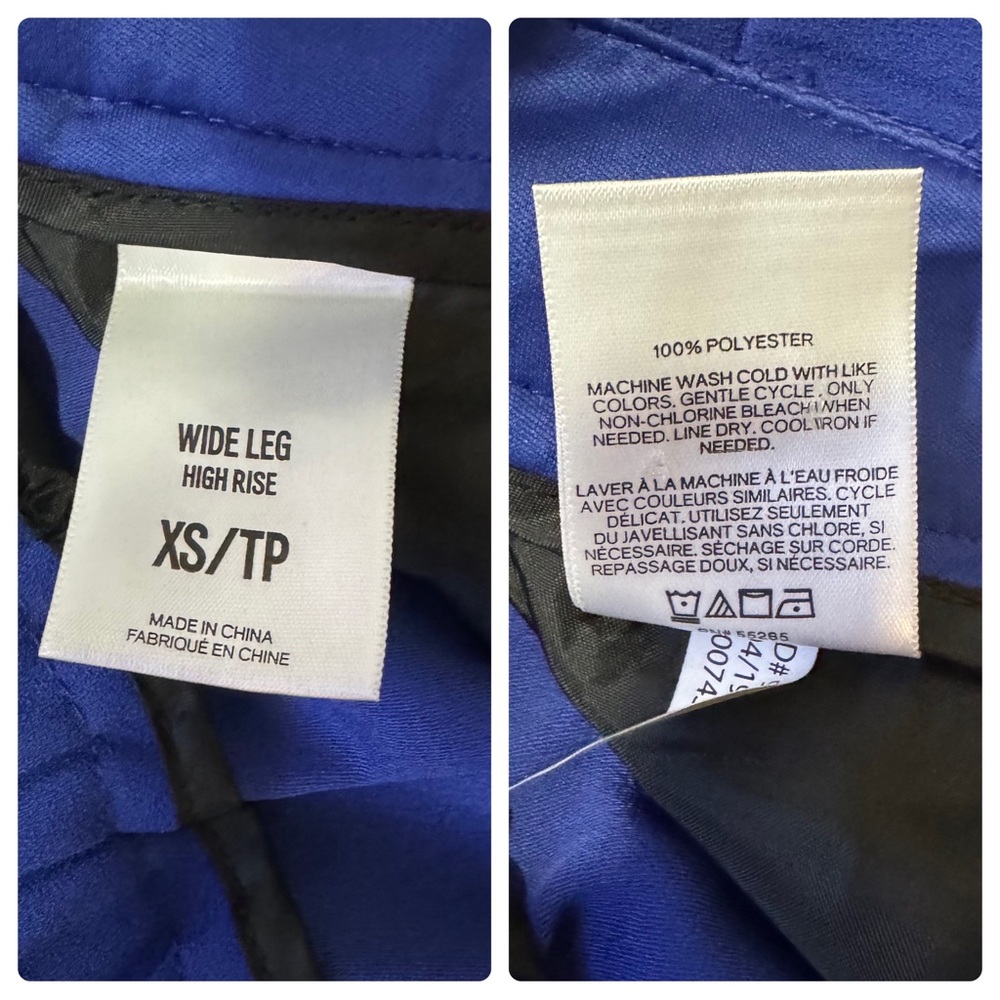 WIDE LEG
HIGH RISE
XS/TP
MADE IN CHINA
FABRIQUÉ EN CHINE
100% POLYESTER
MACHINE WASH COLD WITH LIKE
COLORS. GENTLE CYCLE. ONLY
NON-CHLORINE BLEACH WHEN
NEEDED. LINE DRY. COOL IRON IF
NEEDED.
LAVER À LA MACHINE À L'EAU FROIDE
AVEC COULEURS SIMILAIRES. CYCLE
DÉLICAT. UTILISEZ SEULEMENT
DU JAVELLISANT SANS CHLORE, SI
NÉCESSAIRE. SÉCHAGE SUR CORDE.
REPASSAGE DOUX, SI NÉCESSAIRE.
55285